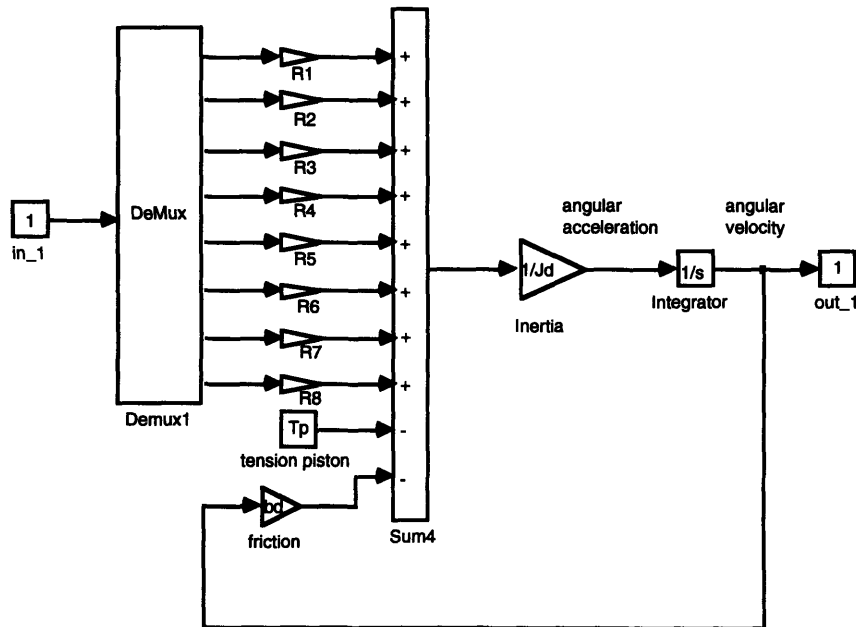 1
in_1
DeMux
Demux1
R1
R2
R3
R4
R5
R6
R7
R8
Tp
tension piston
bd
friction
+
+
+
+
+
+
+
+
-
-
Sum4
1/Jd
Inertia
angular
acceleration
1/s
Integrator
angular
velocity
1
out_1